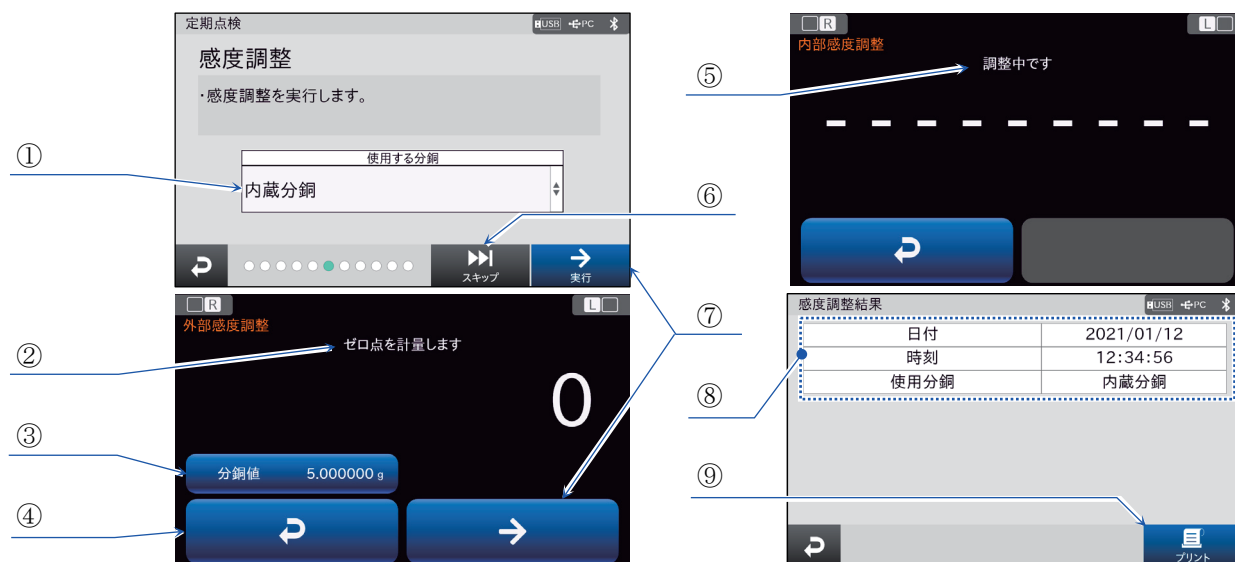 定期点検
USB PC
感度調整
・感度調整を実行します。
①
使用する分銅
内蔵分銅
⑥
スキップ
実行
R
L
外部感度調整
②
ゼロ点を計量します
0
③
分銅値 5.000000 g
④
⑦
R
L
内部感度調整
⑤
調整中です
- - - - - - - - - -
感度調整結果
USB PC
日付 2021/01/12
時刻 12:34:56
使用分銅 内蔵分銅
⑧
⑨
プリント